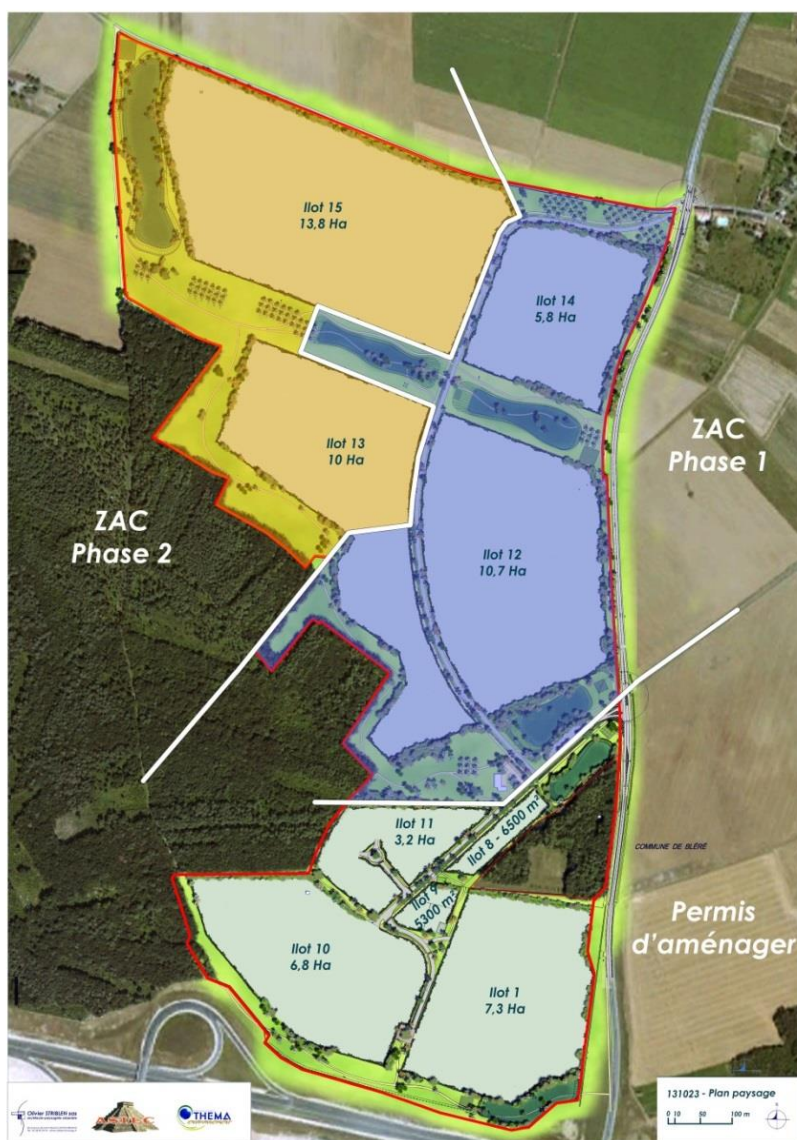 Ilot 15
13,8 Ha
Ilot 14
5,8 Ha
Ilot 13
10 Ha
ZAC
Phase 1
ZAC
Phase 2
Ilot 12
10,7 Ha
Ilot 11
3,2 Ha
Ilot 8 - 6500 m²
Ilot 9
5300 m²
COMMUNE DE BLÉRÉ
Permis
d'aménager
Ilot 10
6,8 Ha
Ilot 1
7,3 Ha
131023 - Plan paysage
0 10 50 100 m
Olivier STRIBLEN sas
THEMA